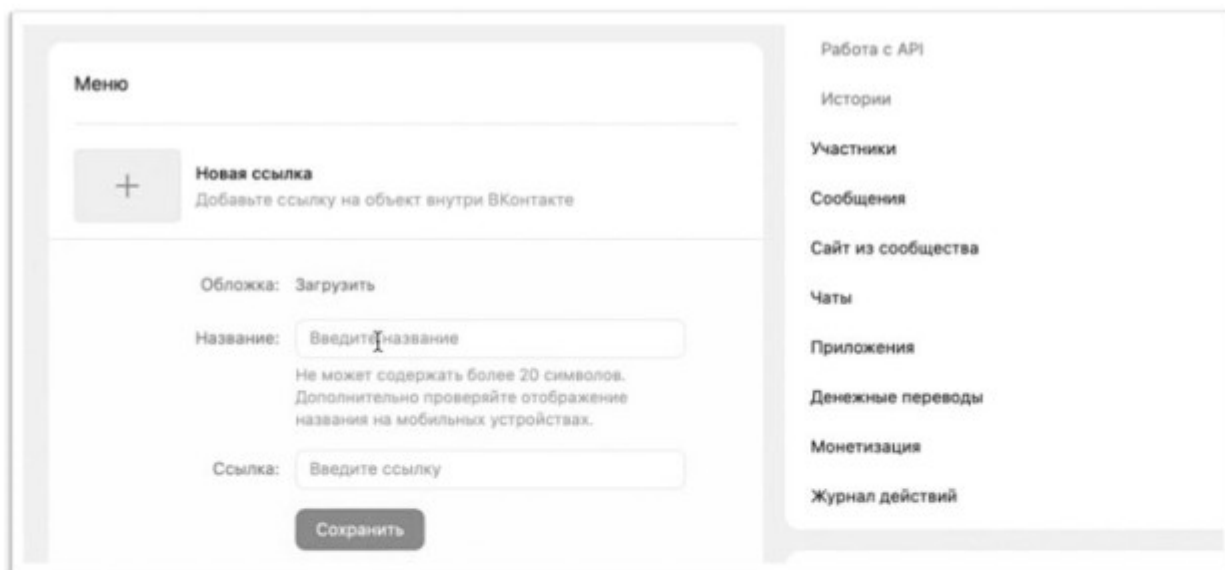 Меню
Новая ссылка
Добавьте ссылку на объект внутри ВКонтакте
Обложка: Загрузить
Название: Введите название
Не может содержать более 20 символов.
Дополнительно проверяйте отображение
названия на мобильных устройствах.
Ссылка: Введите ссылку
Сохранить
Работа с API
Истории
Участники
Сообщения
Сайт из сообщества
Чаты
Приложения
Денежные переводы
Монетизация
Журнал действий